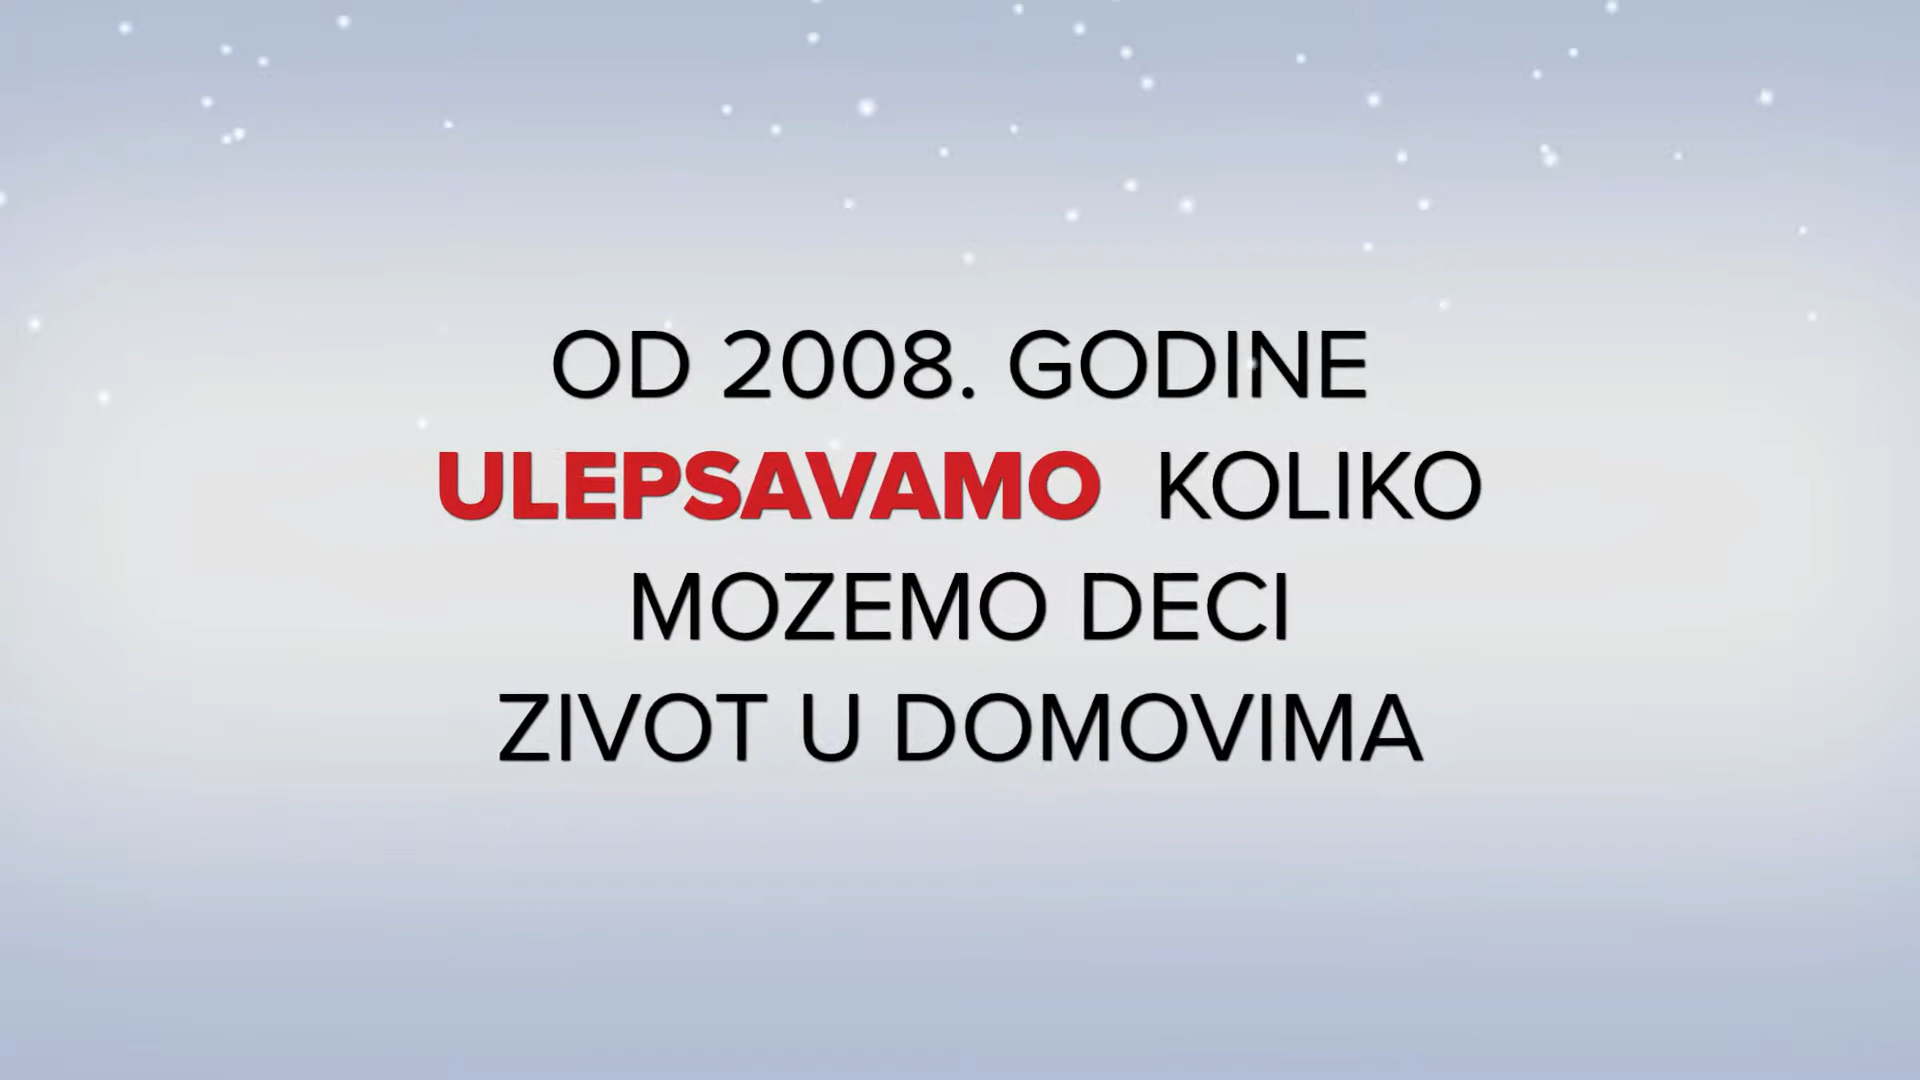 OD 2008. GODINE
ULEPSAVAMO KOLIKO
MOZEMO DECI
ZIVOT U DOMOVIMA